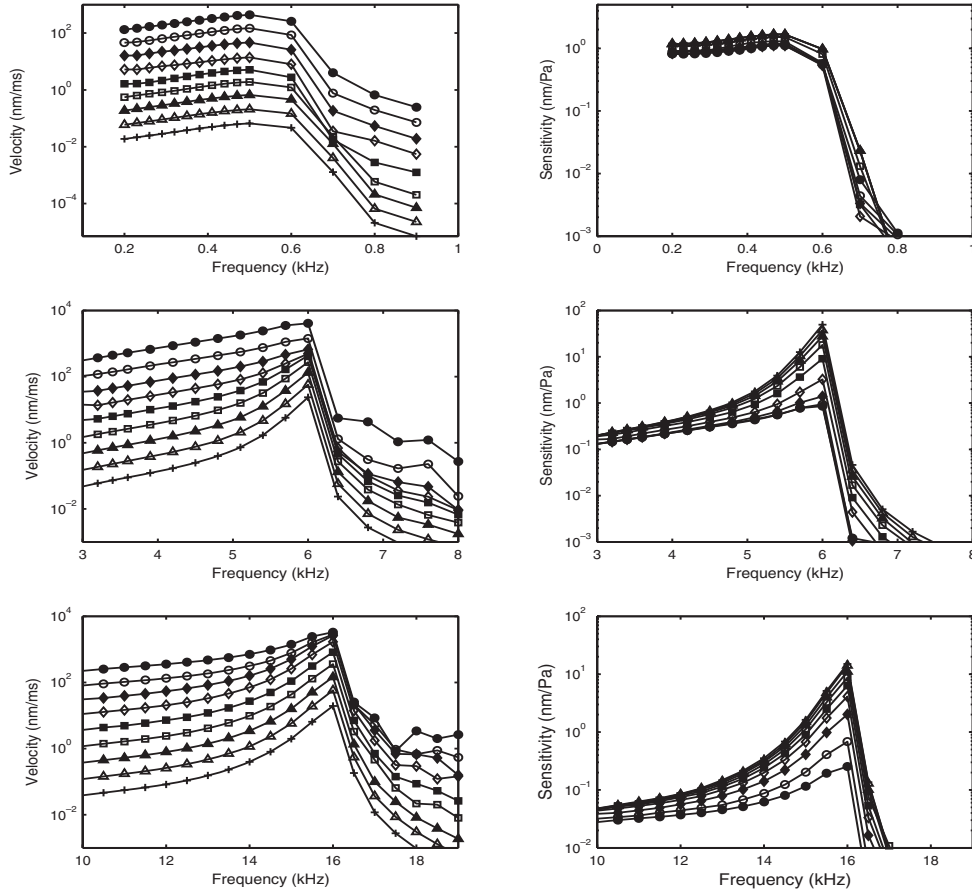 10^2
10^0
10^-2
10^-4
Velocity (nm/ms)
0.2 0.4 0.6 0.8 1
Frequency (kHz)
10^0
10^-1
10^-2
10^-3
Sensitivity (nm/Pa)
0 0.2 0.4 0.6 0.8 1
Frequency (kHz)
10^4
10^2
10^0
10^-2
Velocity (nm/ms)
3 4 5 6 7 8
Frequency (kHz)
10^2
10^1
10^0
10^-1
10^-2
10^-3
Sensitivity (nm/Pa)
3 4 5 6 7 8
Frequency (kHz)
10^4
10^2
10^0
10^-2
Velocity (nm/ms)
10 12 14 16 18
Frequency (kHz)
10^2
10^1
10^0
10^-1
10^-2
Sensitivity (nm/Pa)
10 12 14 16 18
Frequency (kHz)